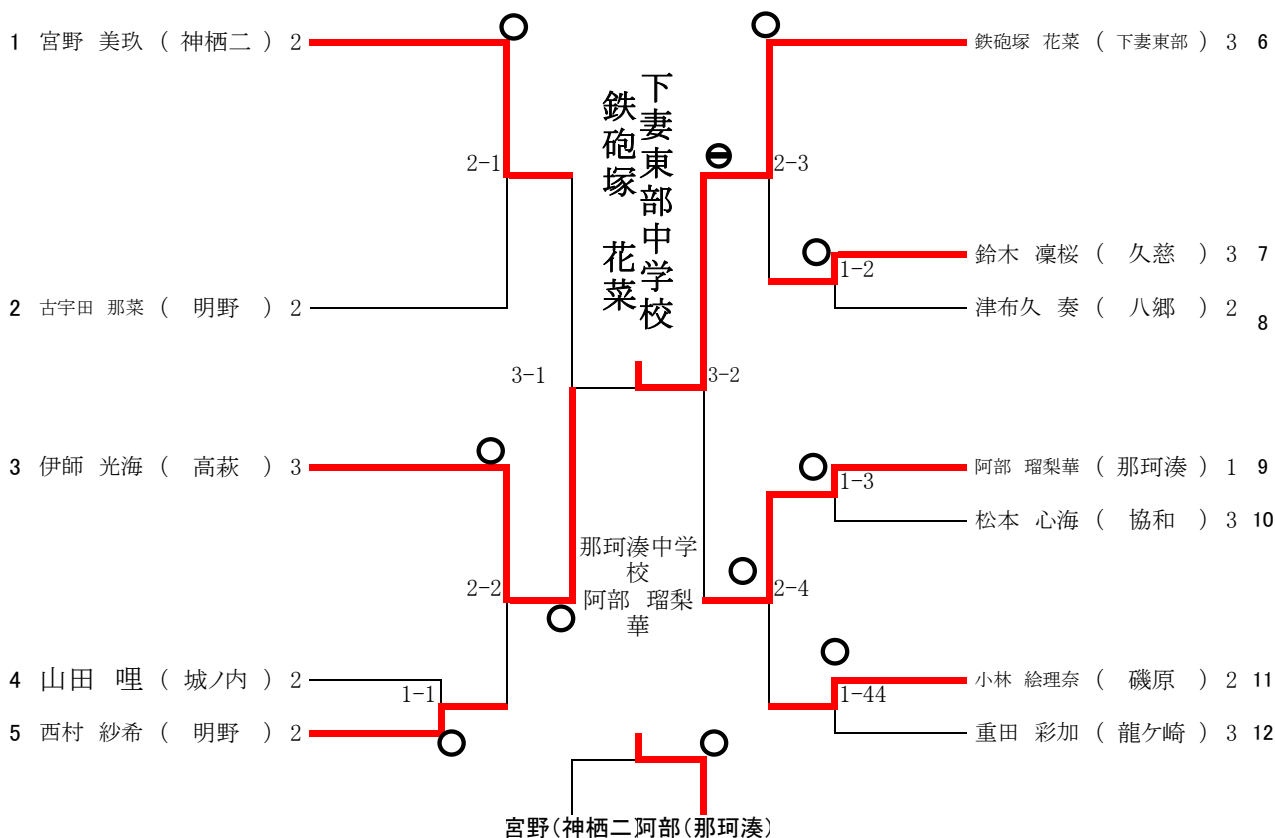 1 宮野 美玖 ( 神栖二 ) 2
2-1
2 古宇田 那菜 ( 明野 ) 2
3-1
3 伊師 光海 ( 高萩 ) 3
2-2
4 山田 哩 ( 城ノ内 ) 2
1-1
5 西村 紗希 ( 明野 ) 2
下妻東部中学校
鉄砲塚 花菜
那珂湊中学
校
阿部 瑠梨
華
鉄砲塚 花菜 ( 下妻東部 ) 3 6
2-3
鈴木 凜桜 ( 久慈 ) 3 7
1-2
津布久 奏 ( 八郷 ) 2 8
3-2
阿部 瑠梨華 ( 那珂湊 ) 1 9
1-3
松本 心海 ( 協和 ) 3 10
2-4
小林 絵理奈 ( 磯原 ) 2 11
1-44
重田 彩加 ( 龍ケ崎 ) 3 12
宮野(神栖二)阿部(那珂湊)